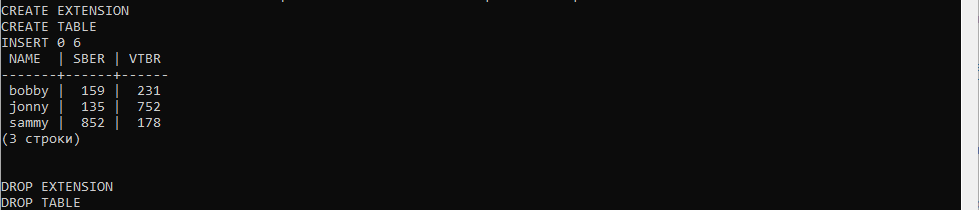 CREATE EXTENSION
CREATE TABLE
INSERT 0 6
 NAME  | SBER | VTBR
-------+------+------
 bobby |  159 |  231
 jonny |  135 |  752
 sammy |  852 |  178
(3 строки)
DROP EXTENSION
DROP TABLE